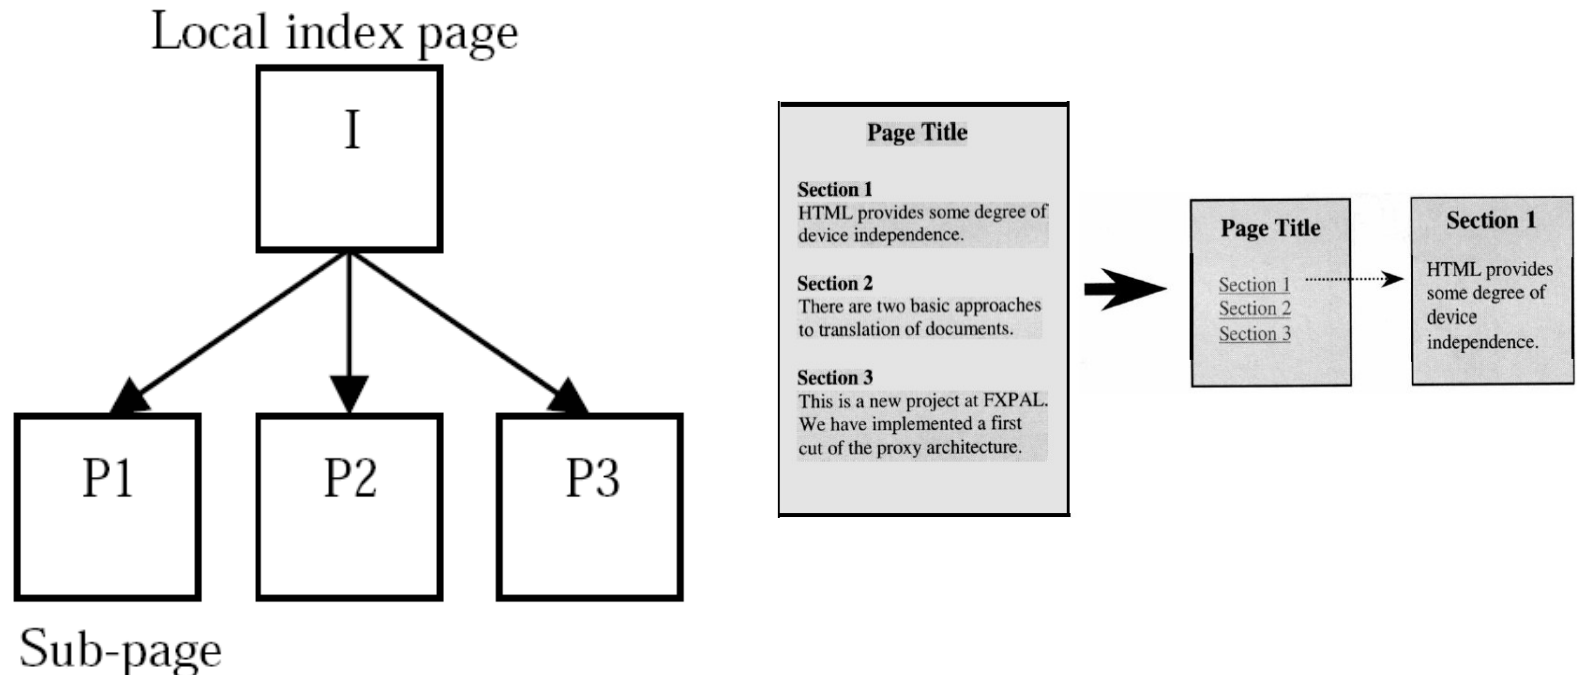 Local index page
I
P1
P2
P3
Sub-page
Page Title
Section 1
HTML provides some degree of
device independence.
Section 2
There are two basic approaches
to translation of documents.
Section 3
This is a new project at FXPAL.
We have implemented a first
cut of the proxy architecture.
Page Title
Section 1
Section 2
Section 3
Section 1
HTML provides
some degree of
device
independence.